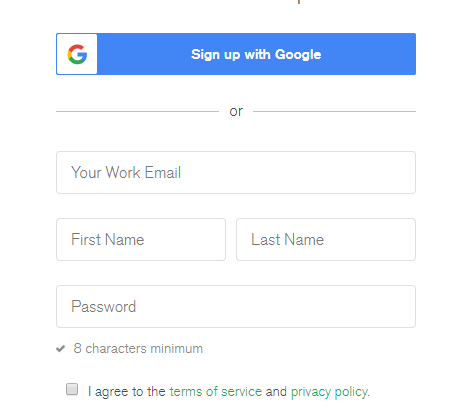 Sign up with Google
or
Your Work Email
First Name Last Name
Password
8 characters minimum
I agree to the terms of service and privacy policy.